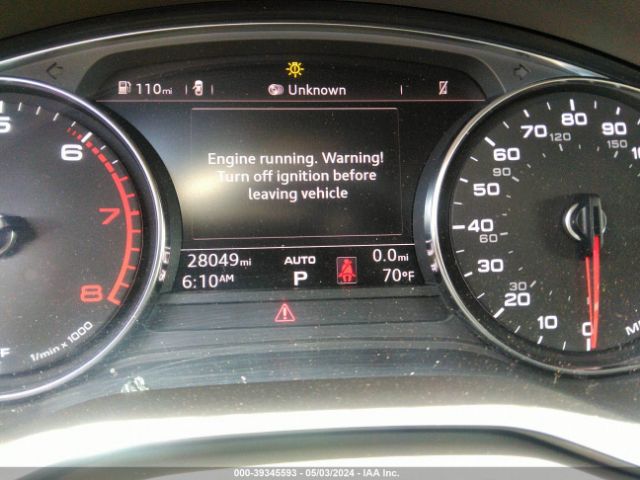 110mi
Unknown
Engine running. Warning!
Turn off ignition before
leaving vehicle
28049mi
AUTO
0.0mi
6:10AM
P
70°F
5
6
7
8
1/min x 1000
0
10
20
30
40
50
60
70
80
90
30
60
90
120
150
000-39345593 - 05/03/2024 - IAA Inc.